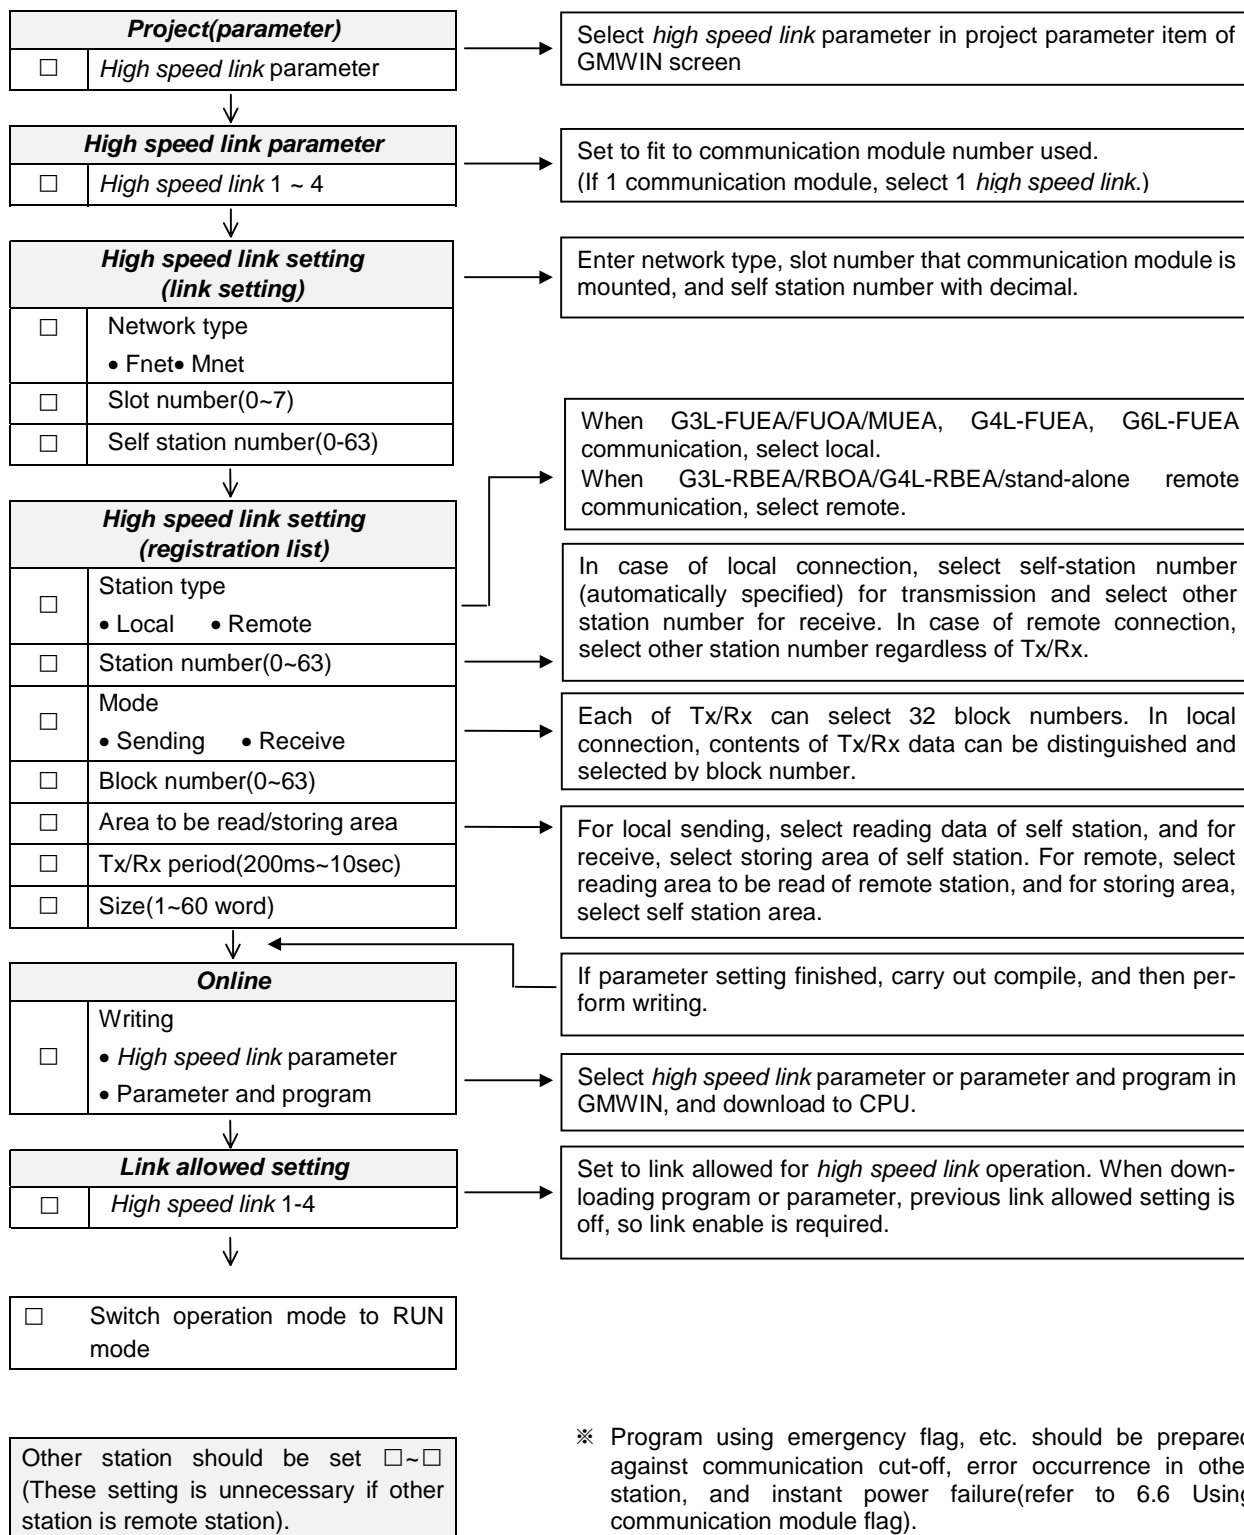 Project(parameter)
□ High speed link parameter
Select high speed link parameter in project parameter item of
GMWIN screen
High speed link parameter
□ High speed link 1 ~ 4
Set to fit to communication module number used.
(If 1 communication module, select 1 high speed link.)
High speed link setting
(link setting)
Enter network type, slot number that communication module is
mounted, and self station number with decimal.
□ Network type
• Fnet• Mnet
□ Slot number(0~7)
□ Self station number(0-63)
When G3L-FUEA/FUOA/MUEA, G4L-FUEA, G6L-FUEA
communication, select local.
When G3L-RBEA/RBOA/G4L-RBEA/stand-alone remote
communication, select remote.
High speed link setting
(registration list)
□ Station type
• Local • Remote
□ Station number(0~63)
In case of local connection, select self-station number
(automatically specified) for transmission and select other
station number for receive. In case of remote connection,
select other station number regardless of Tx/Rx.
□ Mode
• Sending • Receive
□ Block number(0~63)
Each of Tx/Rx can select 32 block numbers. In local
connection, contents of Tx/Rx data can be distinguished and
selected by block number.
□ Area to be read/storing area
□ Tx/Rx period(200ms~10sec)
□ Size(1~60 word)
For local sending, select reading data of self station, and for
receive, select storing area of self station. For remote, select
reading area to be read of remote station, and for storing area,
select self station area.
Online
□ Writing
• High speed link parameter
• Parameter and program
If parameter setting finished, carry out compile, and then per-
form writing.
Select high speed link parameter or parameter and program in
GMWIN, and download to CPU.
Link allowed setting
□ High speed link 1-4
Set to link allowed for high speed link operation. When down-
loading program or parameter, previous link allowed setting is
off, so link enable is required.
□ Switch operation mode to RUN
mode
Other station should be set □~□
(These setting is unnecessary if other
station is remote station).
※ Program using emergency flag, etc. should be prepared
against communication cut-off, error occurrence in othe
station, and instant power failure(refer to 6.6 Using
communication module flag).